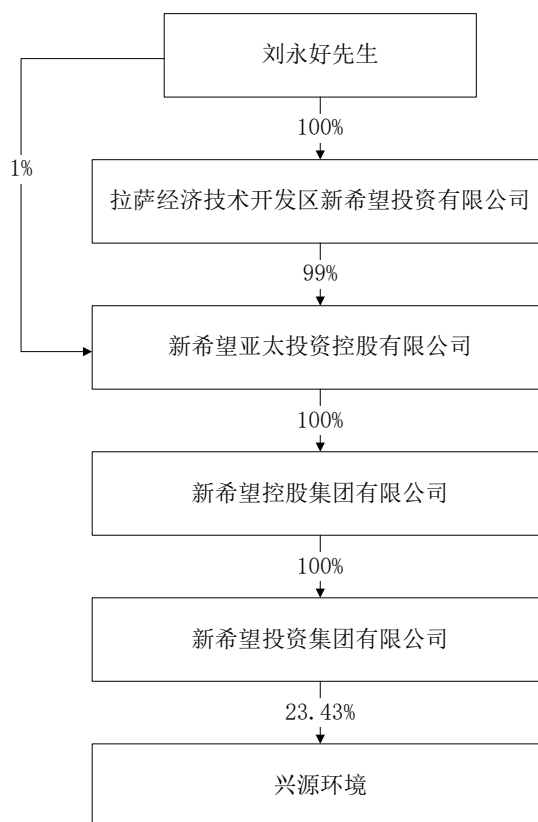 刘永好先生
100%
1%
拉萨经济技术开发区新希望投资有限公司
99%
新希望亚太投资控股有限公司
100%
新希望控股集团有限公司
100%
新希望投资集团有限公司
23.43%
兴源环境